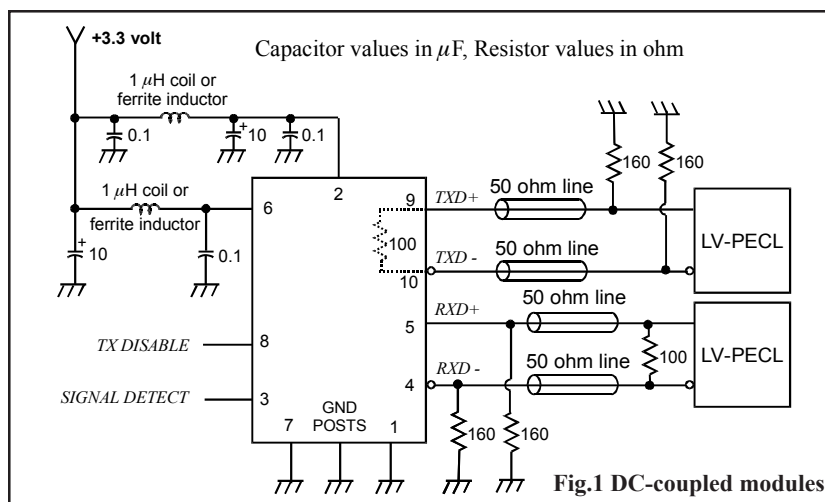 +3.3 volt
Capacitor values in µF, Resistor values in ohm
1 µH coil or
ferrite inductor
0.1
+
10
0.1
160
160
2
9
TXD+
50 ohm line
1 µH coil or
ferrite inductor
6
100
LV-PECL
+
10
0.1
50 ohm line
TXD -
10
50 ohm line
RXD+
5
TX DISABLE
8
50 ohm line
100
LV-PECL
RXD -
4
SIGNAL DETECT
3
GND
POSTS
7
1
160
160
Fig.1 DC-coupled modules